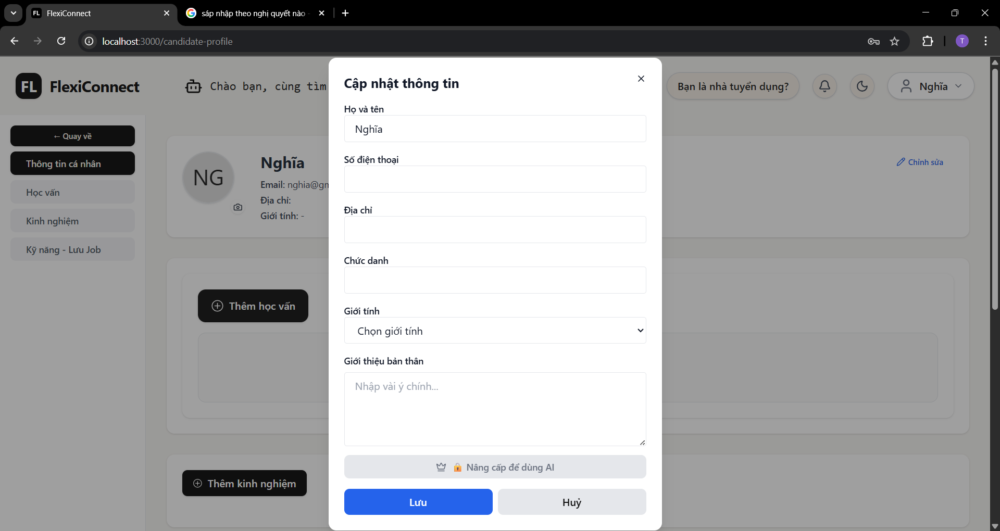 FL FlexiConnect
sáp nhập theo nghị quyết nào -
localhost:3000/candidate-profile
T
FL FlexiConnect
Chào bạn, cùng tìm
Bạn là nhà tuyển dụng?
Nghĩa
← Quay về
Thông tin cá nhân
Học vấn
Kinh nghiệm
Kỹ năng - Lưu Job
NG
Nghĩa
Email: nghia@gm
Địa chỉ:
Giới tính: -
Chỉnh sửa
Thêm học vấn
Thêm kinh nghiệm
Cập nhật thông tin
Họ và tên
Nghĩa
Số điện thoại
Địa chỉ
Chức danh
Giới tính
Chọn giới tính
Giới thiệu bản thân
Nhập vài ý chính...
Nâng cấp để dùng AI
Lưu
Huỷ